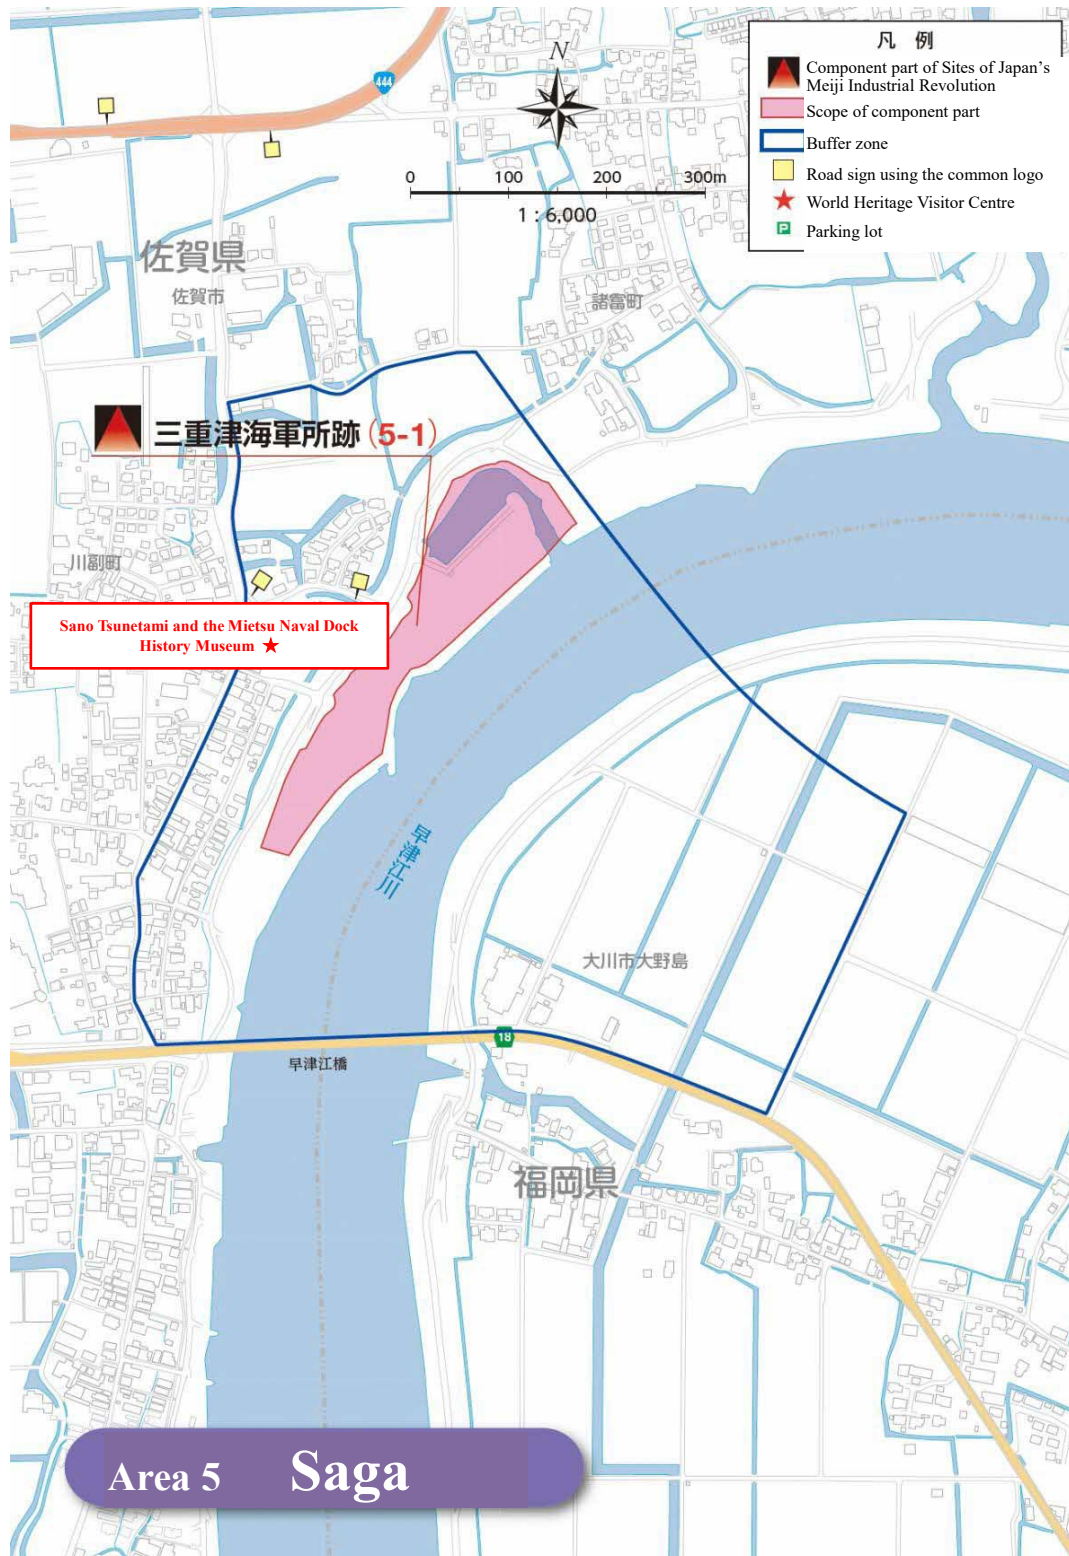 凡 例
Component part of Sites of Japan's
Meiji Industrial Revolution
Scope of component part
Buffer zone
Road sign using the common logo
World Heritage Visitor Centre
P
Parking lot
444
N
0 100 200 300m
1:6,000
佐賀県
佐賀市
諸富町
三重津海軍所跡 (5-1)
川副町
Sano Tsunetami and the Mietsu Naval Dock
History Museum ★
早津江川
大川市大野島
18
早津江橋
福岡県
Area 5 Saga